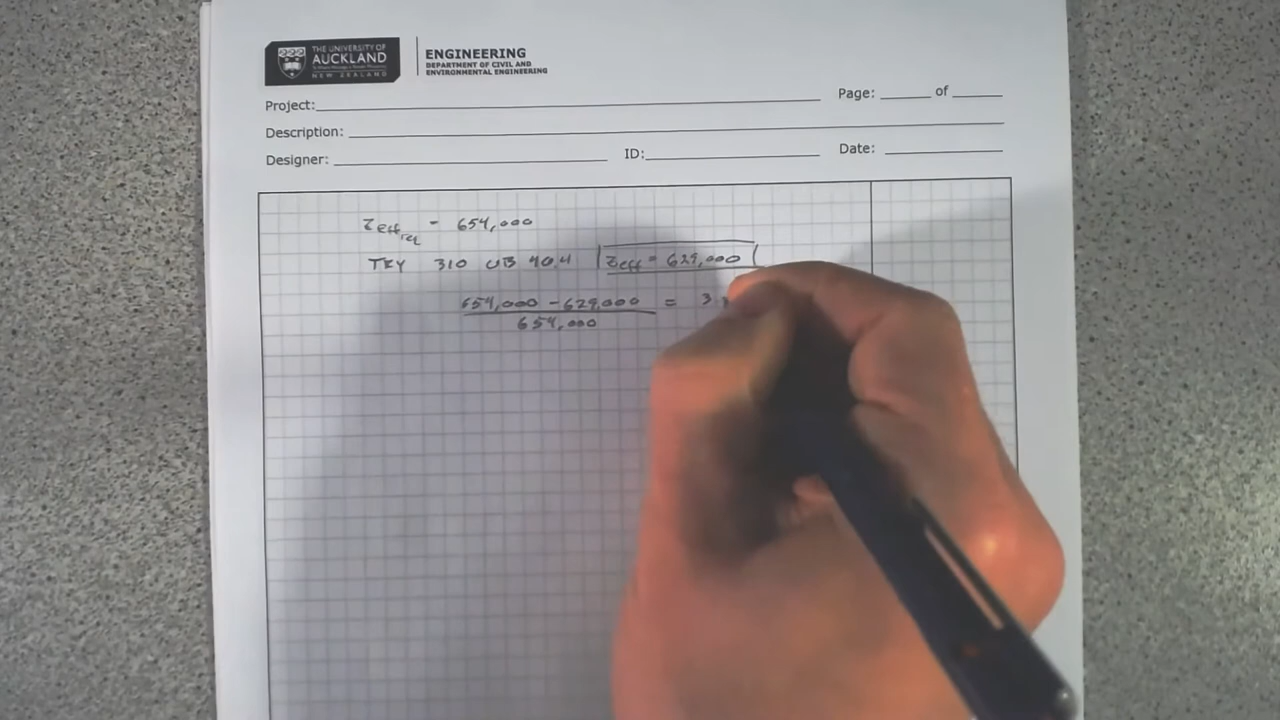 THE UNIVERSITY OF
AUCKLAND
NEW ZEALAND
ENGINEERING
DEPARTMENT OF CIVIL AND
ENVIRONMENTAL ENGINEERING
Project:
Page: of
Description:
Designer: ID: Date:
Zeff req = 654,000
TRY 310 UB 40.4 Zeff = 629,000
654,000 - 629,000 = 3
654,000